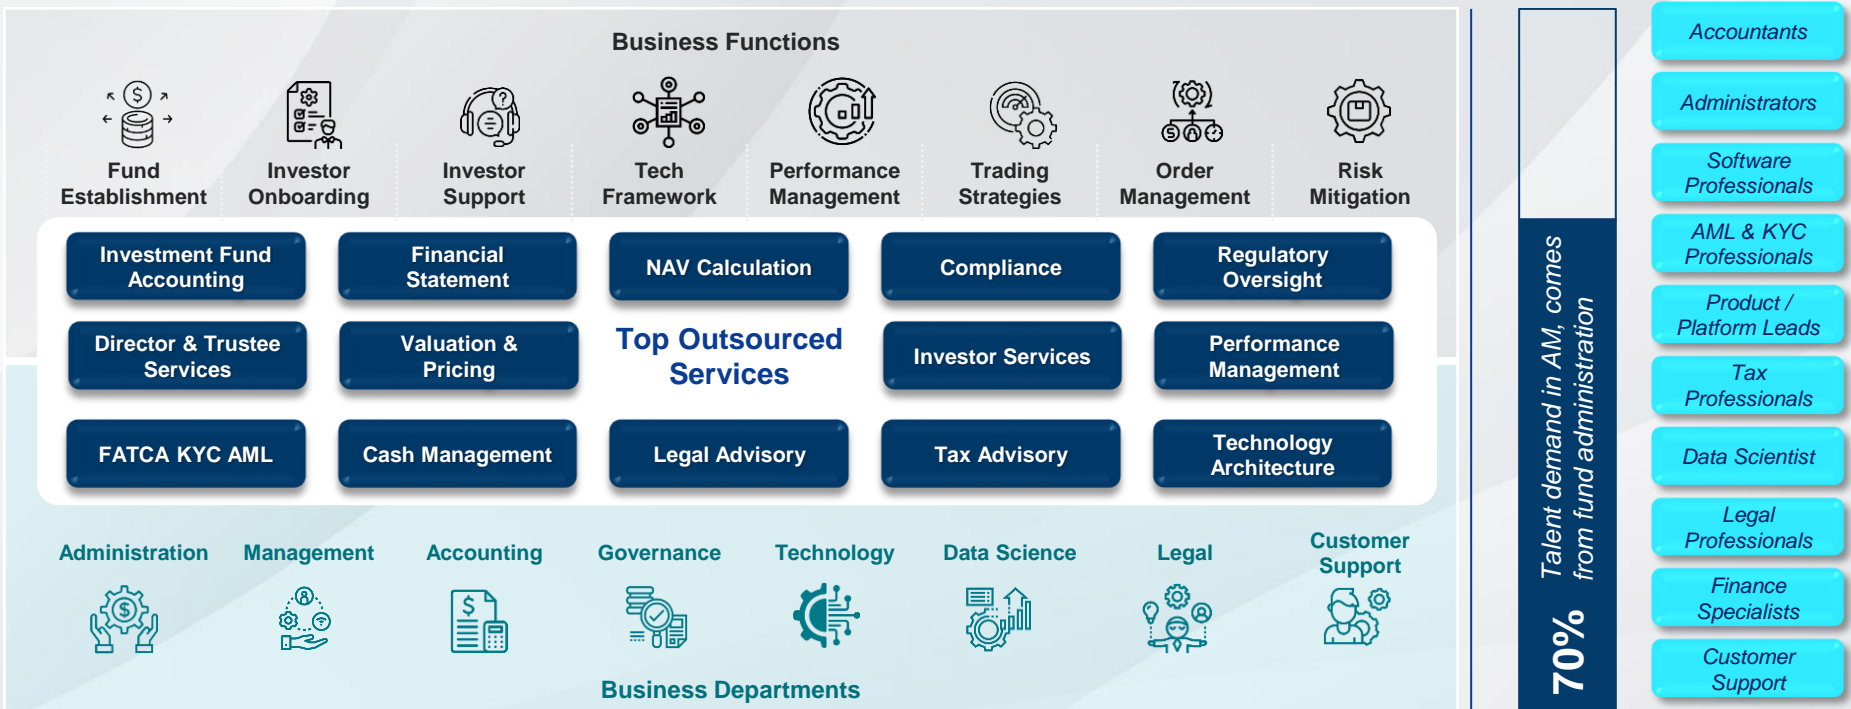 Business Functions
Fund
Establishment
Investor
Onboarding
Investor
Support
Tech
Framework
Performance
Management
Trading
Strategies
Order
Management
Risk
Mitigation
Investment Fund
Accounting
Financial
Statement
NAV Calculation
Compliance
Regulatory
Oversight
Director & Trustee
Services
Valuation &
Pricing
Top Outsourced
Services
Investor Services
Performance
Management
FATCA KYC AML
Cash Management
Legal Advisory
Tax Advisory
Technology
Architecture
Administration
Management
Accounting
Governance
Technology
Data Science
Legal
Customer
Support
Business Departments
70%
Talent demand in AM, comes
from fund administration
Accountants
Administrators
Software
Professionals
AML & KYC
Professionals
Product /
Platform Leads
Tax
Professionals
Data Scientist
Legal
Professionals
Finance
Specialists
Customer
Support